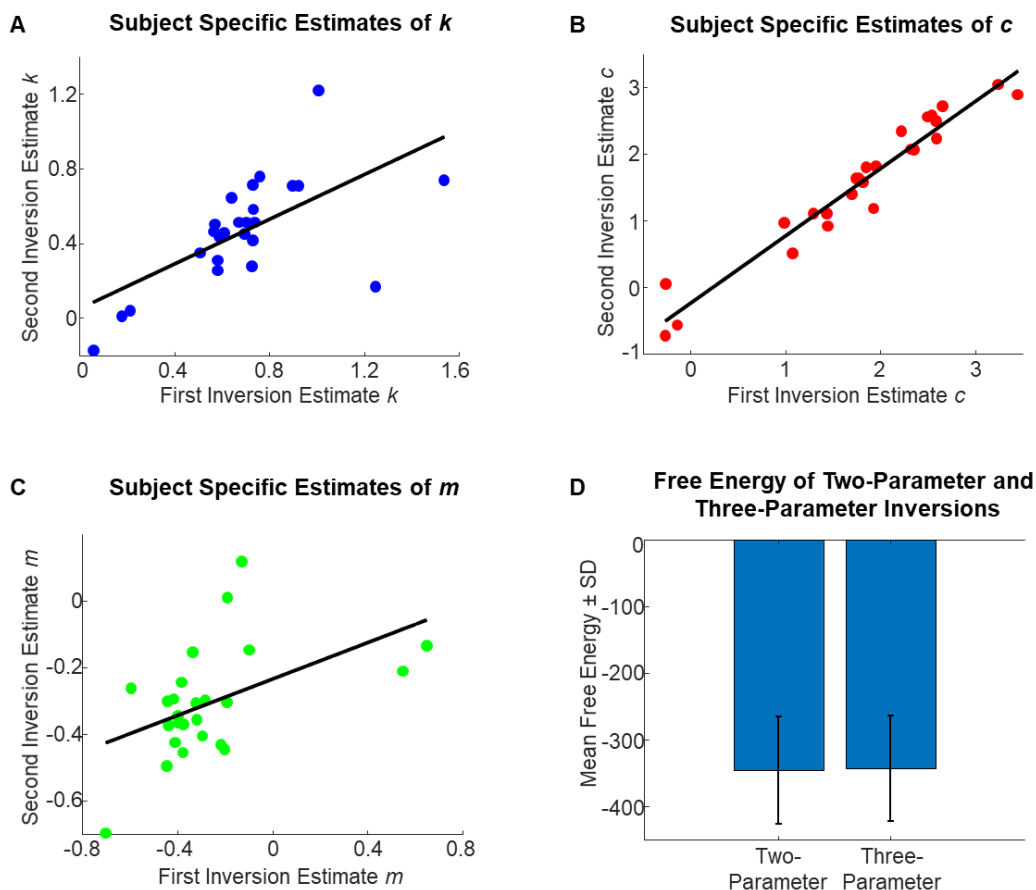 A
Subject Specific Estimates of k
Second Inversion Estimate k
1.2
0.8
0.4
0
0
0.4
0.8
1.2
1.6
First Inversion Estimate k
B
Subject Specific Estimates of c
Second Inversion Estimate c
3
2
1
0
-1
0
1
2
3
First Inversion Estimate c
C
Subject Specific Estimates of m
Second Inversion Estimate m
0
-0.2
-0.4
-0.6
-0.8
-0.4
0
0.4
0.8
First Inversion Estimate m
D
Free Energy of Two-Parameter and
Three-Parameter Inversions
Mean Free Energy ± SD
0
-100
-200
-300
-400
Two-
Parameter
Three-
Parameter